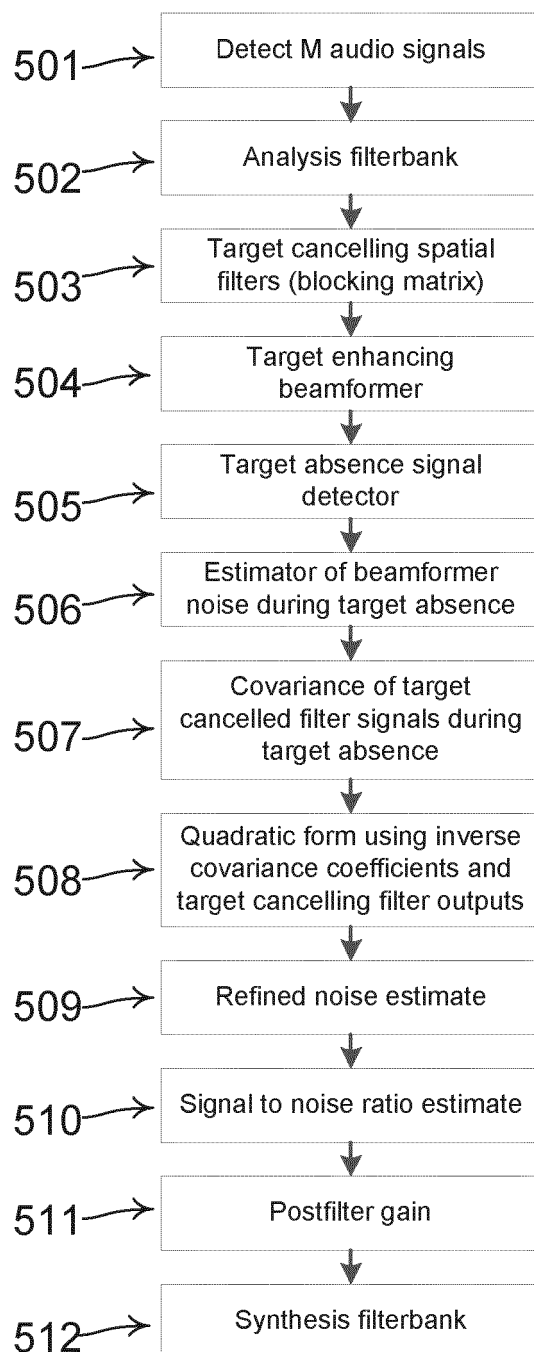 501
Detect M audio signals
502
Analysis filterbank
503
Target cancelling spatial
filters (blocking matrix)
504
Target enhancing
beamformer
505
Target absence signal
detector
506
Estimator of beamformer
noise during target absence
507
Covariance of target
cancelled filter signals during
target absence
508
Quadratic form using inverse
covariance coefficients and
target cancelling filter outputs
509
Refined noise estimate
510
Signal to noise ratio estimate
511
Postfilter gain
512
Synthesis filterbank